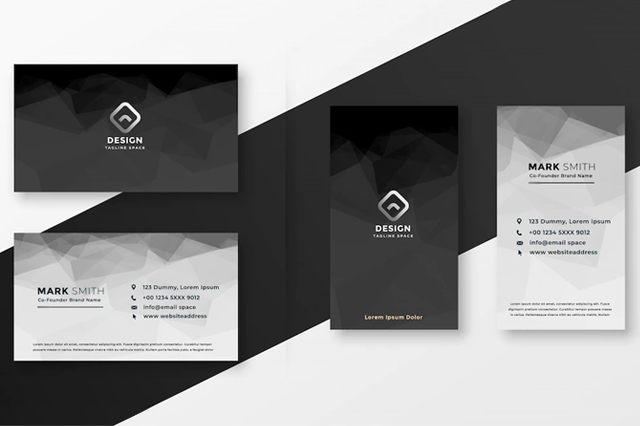 DESIGN
TAGLINE SPACE
MARK SMITH
Co-Founder Brand Name
123 Dummy, Lorem Ipsum
+00 1234 5XXX 9012
info@email space
www.websiteaddress
DESIGN
TAGLINE SPACE
Lorem Ipsum Dolor
MARK SMITH
Co-Founder Brand Name
123 Dummy, Lorem Ipsum
+00 1234 5XXX 9012
info@email space
www.websiteaddress